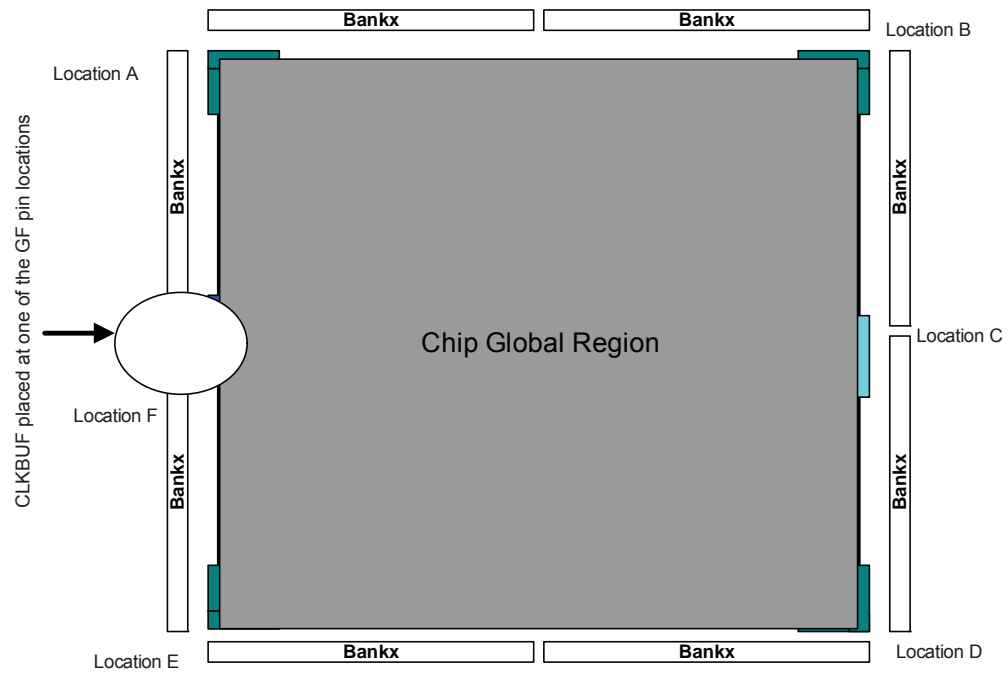 Bankx
Bankx
Location B
Location A
CLKBUF placed at one of the GF pin locations
Bankx
Bankx
Chip Global Region
Location C
Location F
Bankx
Bankx
Location E
Bankx
Bankx
Location D